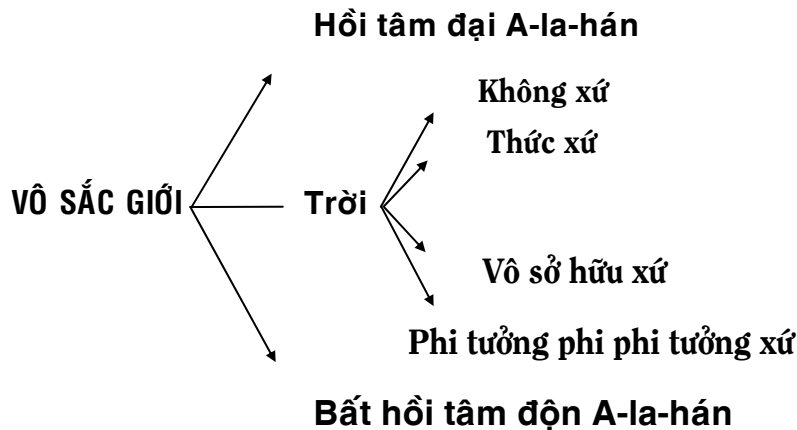 Hồi tâm đại A-la-hán
Không xứ
Thức xứ
VÔ SẮC GIỚI
Trời
Vô sở hữu xứ
Phi tưởng phi phi tưởng xứ
Bất hồi tâm độn A-la-hán